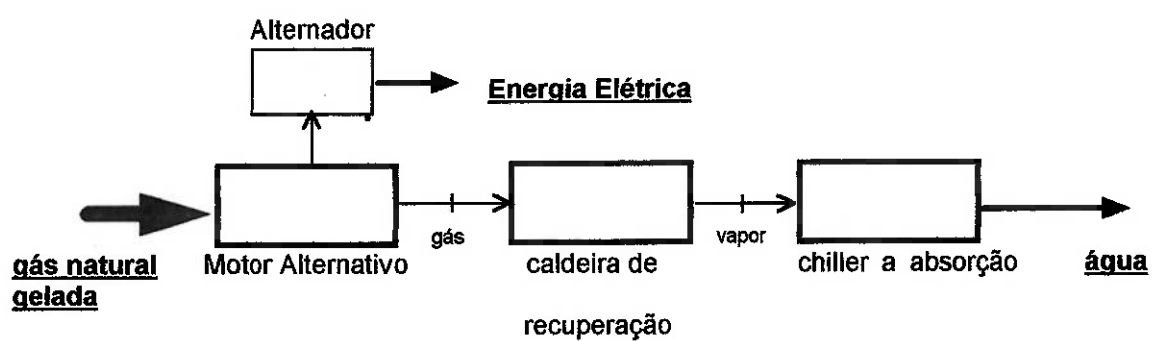 Alternador
Energia Elétrica
gás
vapor
gás natural
Motor Alternativo
caldeira de
chiller a absorção
água
gelada
recuperação